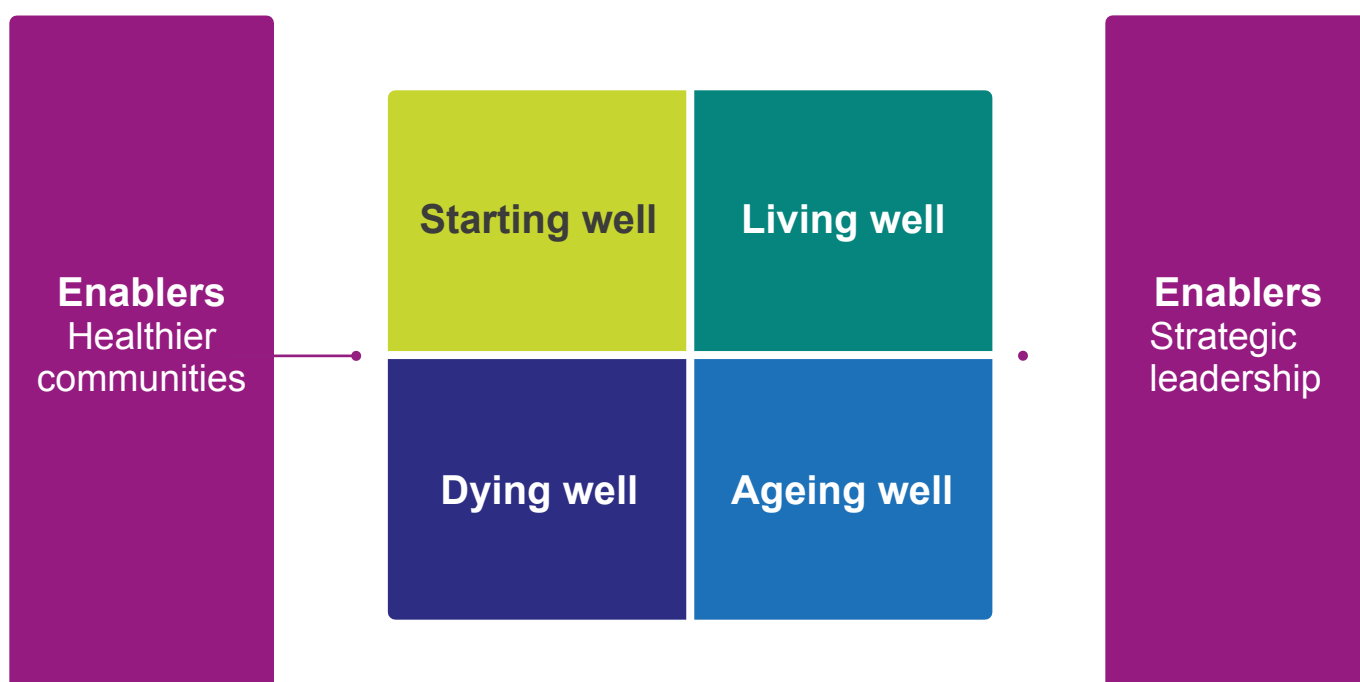 Enablers
Healthier
communities
Starting well
Living well
Dying well
Ageing well
Enablers
Strategic
leadership